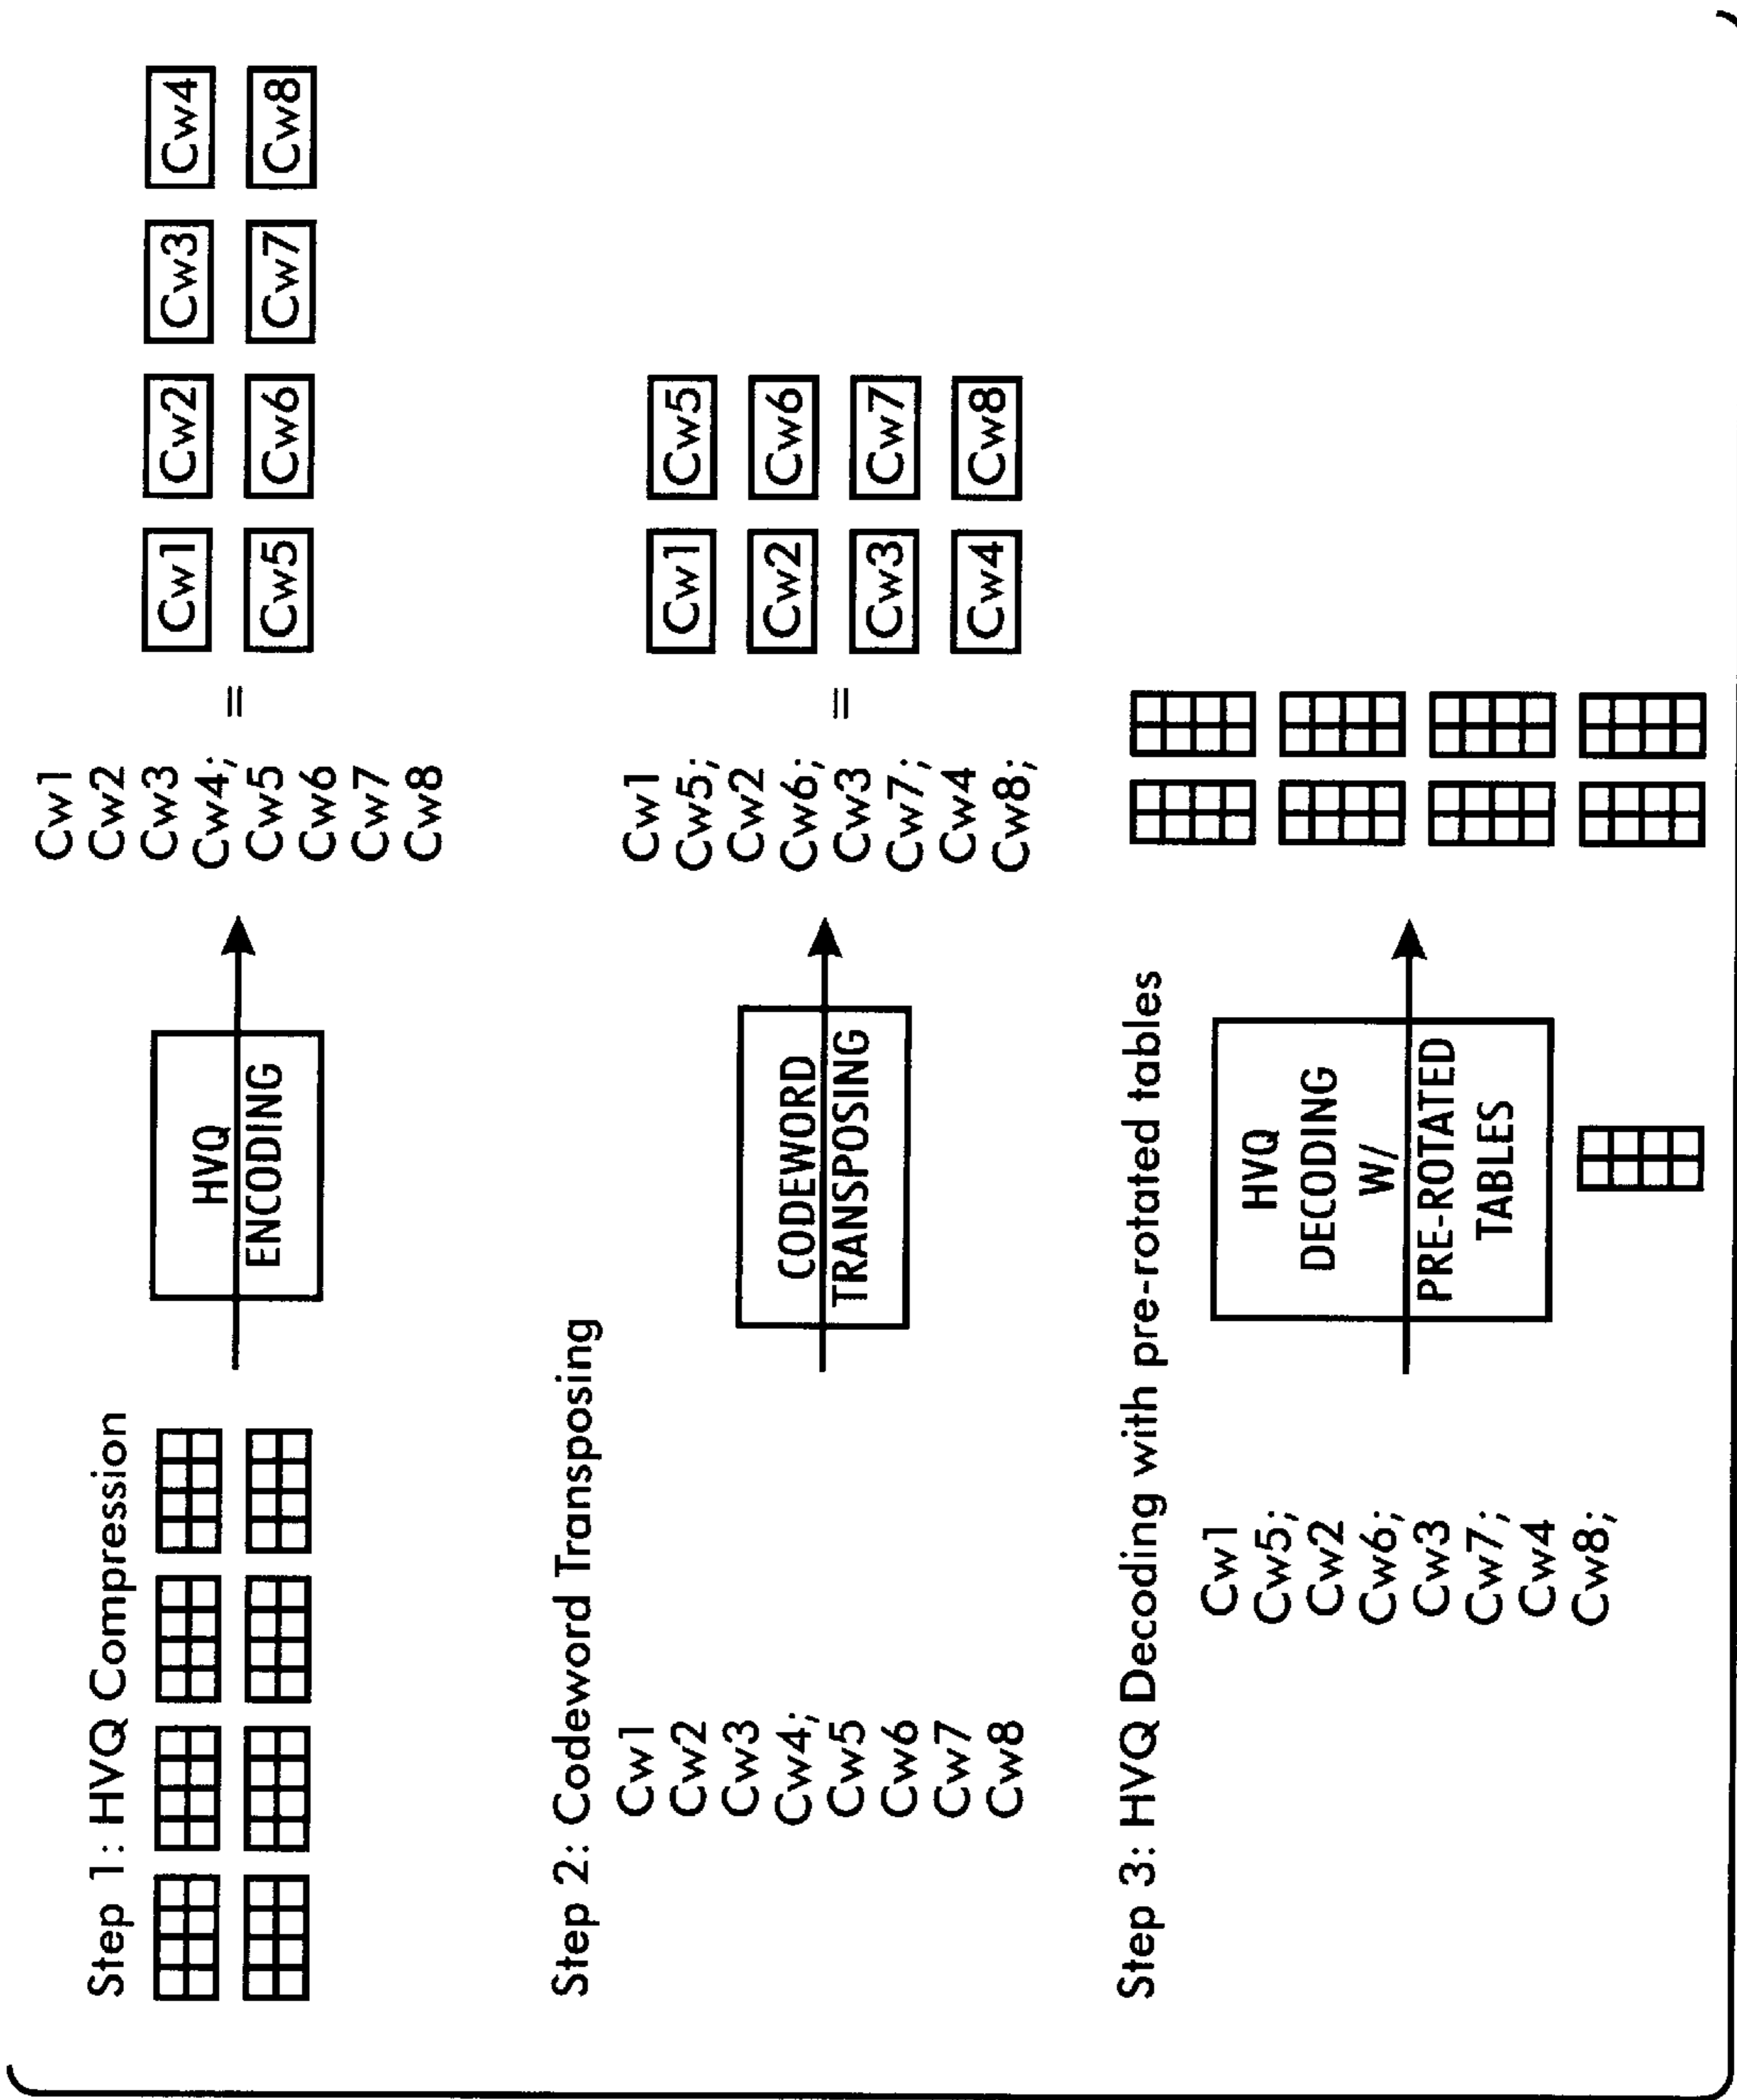 Step 1: HVQ Compression
HVQ
ENCODING
Cw1
Cw2
Cw3
Cw4;
Cw5
Cw6
Cw7
Cw8
=
Cw1 Cw2 Cw3 Cw4
Cw5 Cw6 Cw7 Cw8
Step 2: Codeword Transposing
Cw1
Cw2
Cw3
Cw4;
Cw5
Cw6
Cw7
Cw8
CODEWORD
TRANSPOSING
Cw1
Cw5;
Cw2
Cw6;
Cw3
Cw7;
Cw4
Cw8;
=
Cw1 Cw5
Cw2 Cw6
Cw3 Cw7
Cw4 Cw8
Step 3: HVQ Decoding with pre-rotated tables
Cw1
Cw5;
Cw2
Cw6;
Cw3
Cw7;
Cw4
Cw8;
HVQ
DECODING
W/
PRE-ROTATED
TABLES